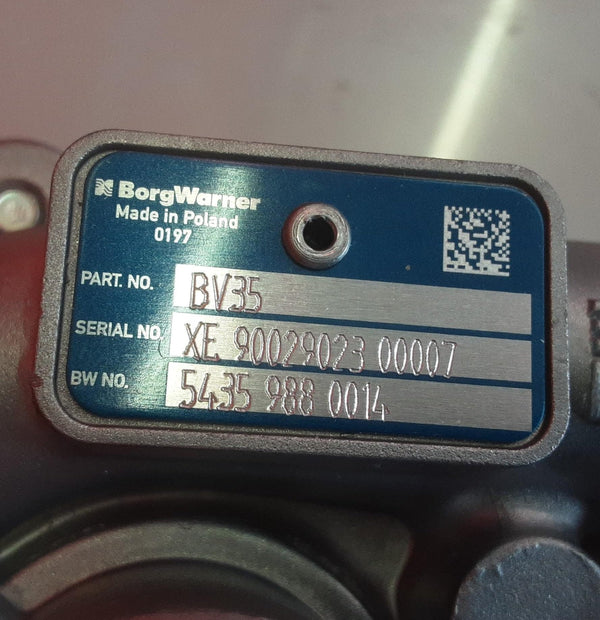 BorgWarner
Made in Poland
0197
PART. NO. BV35
SERIAL NO. XE 90029023 00007
BW NO. 5435 988 0014